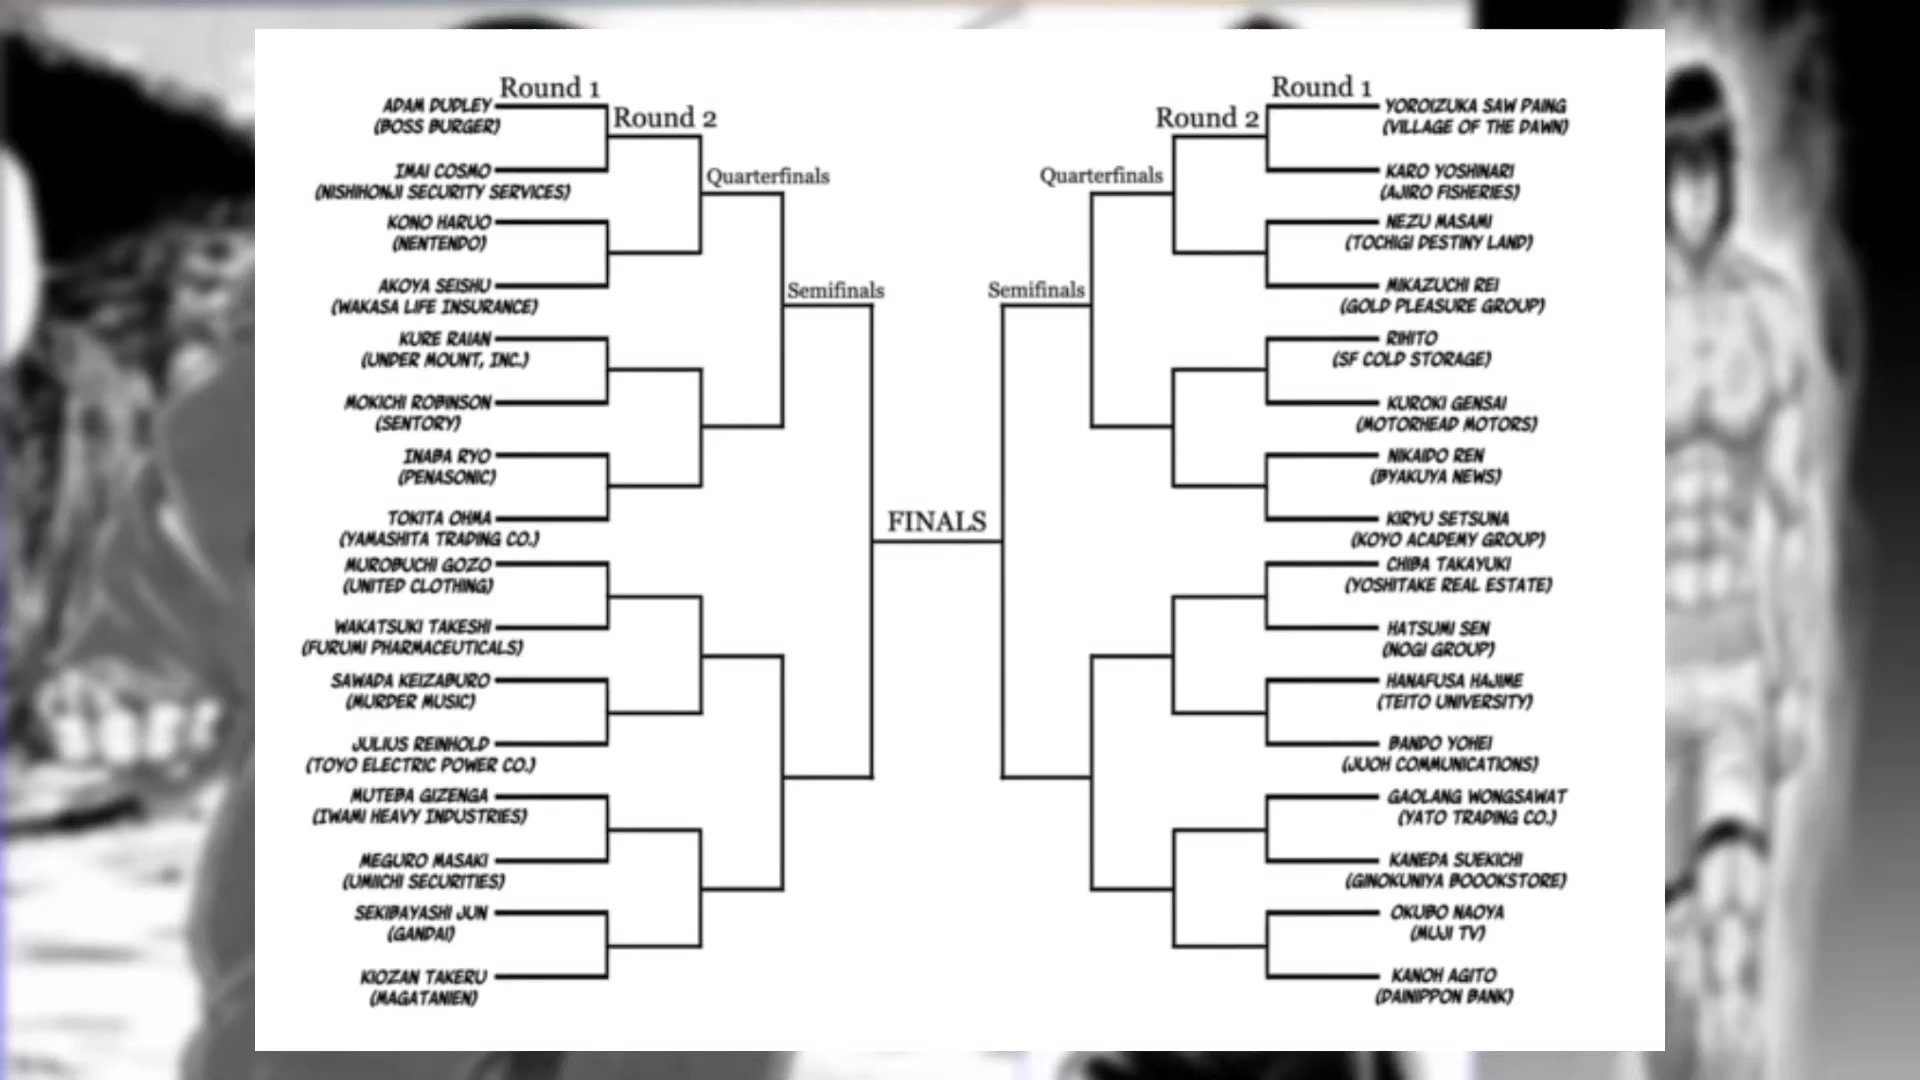 Round 1
ADAM DUDLEY
(BOSS BURGER)
Round 2
IMAI COSMO
(NISHIHONJI SECURITY SERVICES)
Quarterfinals
KONO HARUO
(NENTENDO)
AKOYA SEISHU
(WAKASA LIFE INSURANCE)
Semifinals
KURE RAIAN
(UNDER MOUNT, INC.)
MOKICHI ROBINSON
(SENTORY)
INABA RYO
(PENASONIC)
TOKITA OHMA
(YAMASHITA TRADING CO.)
MUROBUCHI GOZO
(UNITED CLOTHING)
WAKATSUKI TAKESHI
(FURUMI PHARMACEUTICALS)
SAWADA KEIZABURO
(MURDER MUSIC)
JULIUS REINHOLD
(TOYO ELECTRIC POWER CO.)
MUTEBA GIZENGA
(IWAMI HEAVY INDUSTRIES)
MEGURO MASAKI
(UMIICHI SECURITIES)
SEKIBAYASHI JUN
(GANDAI)
KIOZAN TAKERU
(MAGATANIEN)
FINALS
Round 1
YOROIZUKA SAW PAING
(VILLAGE OF THE DAWN)
Round 2
KARO YOSHINARI
(AJIRO FISHERIES)
Quarterfinals
NEZU MASAMI
(TOCHIGI DESTINY LAND)
MIKAZUCHI REI
(GOLD PLEASURE GROUP)
Semifinals
RIHITO
(SF COLD STORAGE)
KUROKI GENSAI
(MOTORHEAD MOTORS)
NIKAIDO REN
(BYAKUYA NEWS)
KIRYU SETSUNA
(KOYO ACADEMY GROUP)
CHIBA TAKAYUKI
(YOSHITAKE REAL ESTATE)
HATSUMI SEN
(NOGI GROUP)
HANAFUSA HAJIME
(TEITO UNIVERSITY)
BANDO YOHEI
(JUOH COMMUNICATIONS)
GAOLANG WONGSAWAT
(YATO TRADING CO.)
KANEDA SUEKICHI
(GINOKUNIYA BOOOKSTORE)
OKUBO NAOYA
(MUJI TV)
KANOH AGITO
(DAINIPPON BANK)